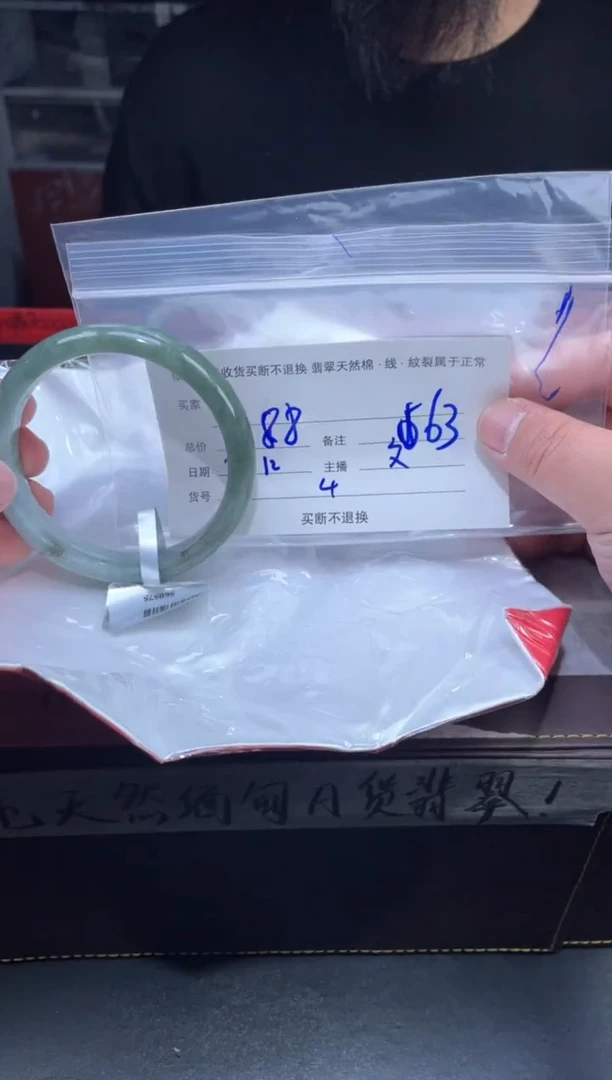 收货买断不退换 翡翠天然棉·线·紋裂属于正常
买家
总价 88 备注 563
日期 12 主播 文
货号 4
买断不退换
天然缅甸A货翡翠!